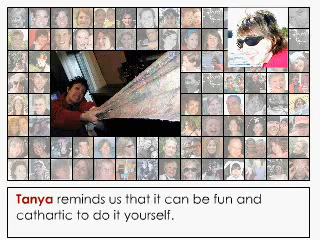 Tanya reminds us that it can be fun and
cathartic to do it yourself.